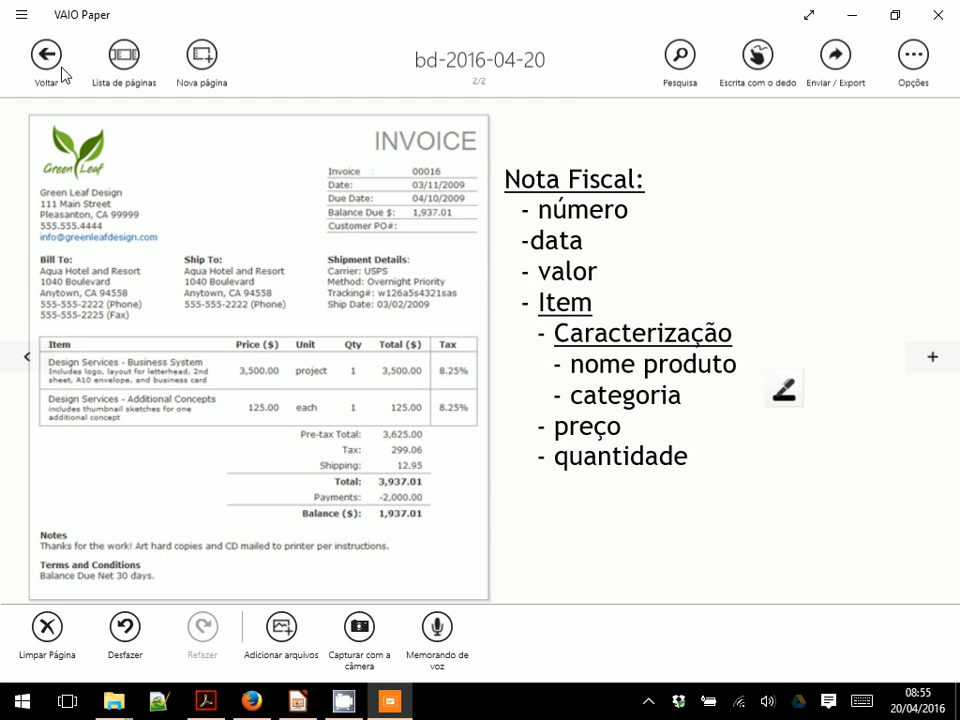 VAIO Paper
Voltar
Lista de páginas
Nova página
bd-2016-04-20
2/2
Pesquisa
Escrita com o dedo
Enviar / Export
Opções
Green Leaf
INVOICE
Invoice 00016
Date: 03/11/2009
Due Date: 04/10/2009
Balance Due $: 1,937.01
Customer PO#:
Green Leaf Design
111 Main Street
Pleasanton, CA 99999
555.555.4444
info@greenleafdesign.com
Bill To:
Aqua Hotel and Resort
1040 Boulevard
Anytown, CA 94558
555-555-2222 (Phone)
555-555-2225 (Fax)
Ship To:
Aqua Hotel and Resort
1040 Boulevard
Anytown, CA 94558
555-555-2222 (Phone)
Shipment Details:
Carrier: USPS
Method: Overnight Priority
Tracking#: w126a5s4321sas
Ship Date: 03/02/2009
Item Price ($) Unit Qty Total ($) Tax
Design Services - Business System
Includes logo, layout for letterhead, 2nd
sheet, A10 envelope, and business card
3,500.00 project 1 3,500.00 8.25%
Design Services - Additional Concepts
includes thumbnail sketches for one
additional concept
125.00 each 1 125.00 8.25%
Pre-tax Total: 3,625.00
Tax: 299.06
Shipping: 12.95
Total: 3,937.01
Payments: -2,000.00
Balance ($): 1,937.01
Notes
Thanks for the work! Art hard copies and CD mailed to printer per instructions.
Terms and Conditions
Balance Due Net 30 days.
Nota Fiscal:
- número
-data
- valor
- Item
- Caracterização
- nome produto
- categoria
- preço
- quantidade
Limpar Página
Desfazer
Refazer
Adicionar arquivos
Capturar com a
câmera
Memorando de
voz
08:55
20/04/2016